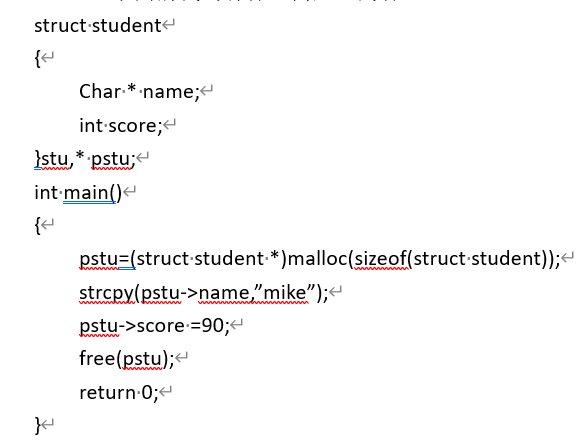 struct student
{
Char * name;
int score;
}stu,* pstu;
int main()
{
pstu=(struct student *)malloc(sizeof(struct student));
strcpy(pstu->name,”mike”);
pstu->score =90;
free(pstu);
return 0;
}